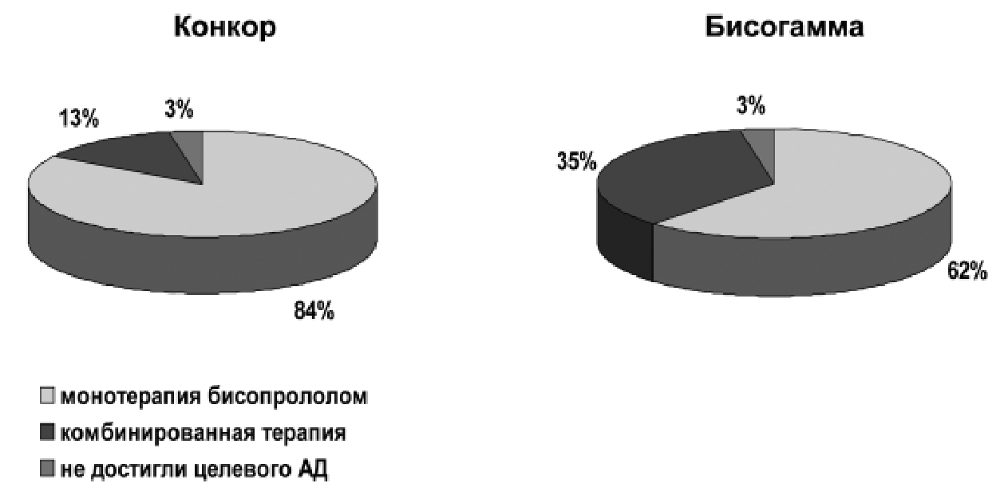 Конкор
Бисогамма
13%
3%
84%
35%
3%
62%
монотерапия бисопрололом
комбинированная терапия
не достигли целевого АД